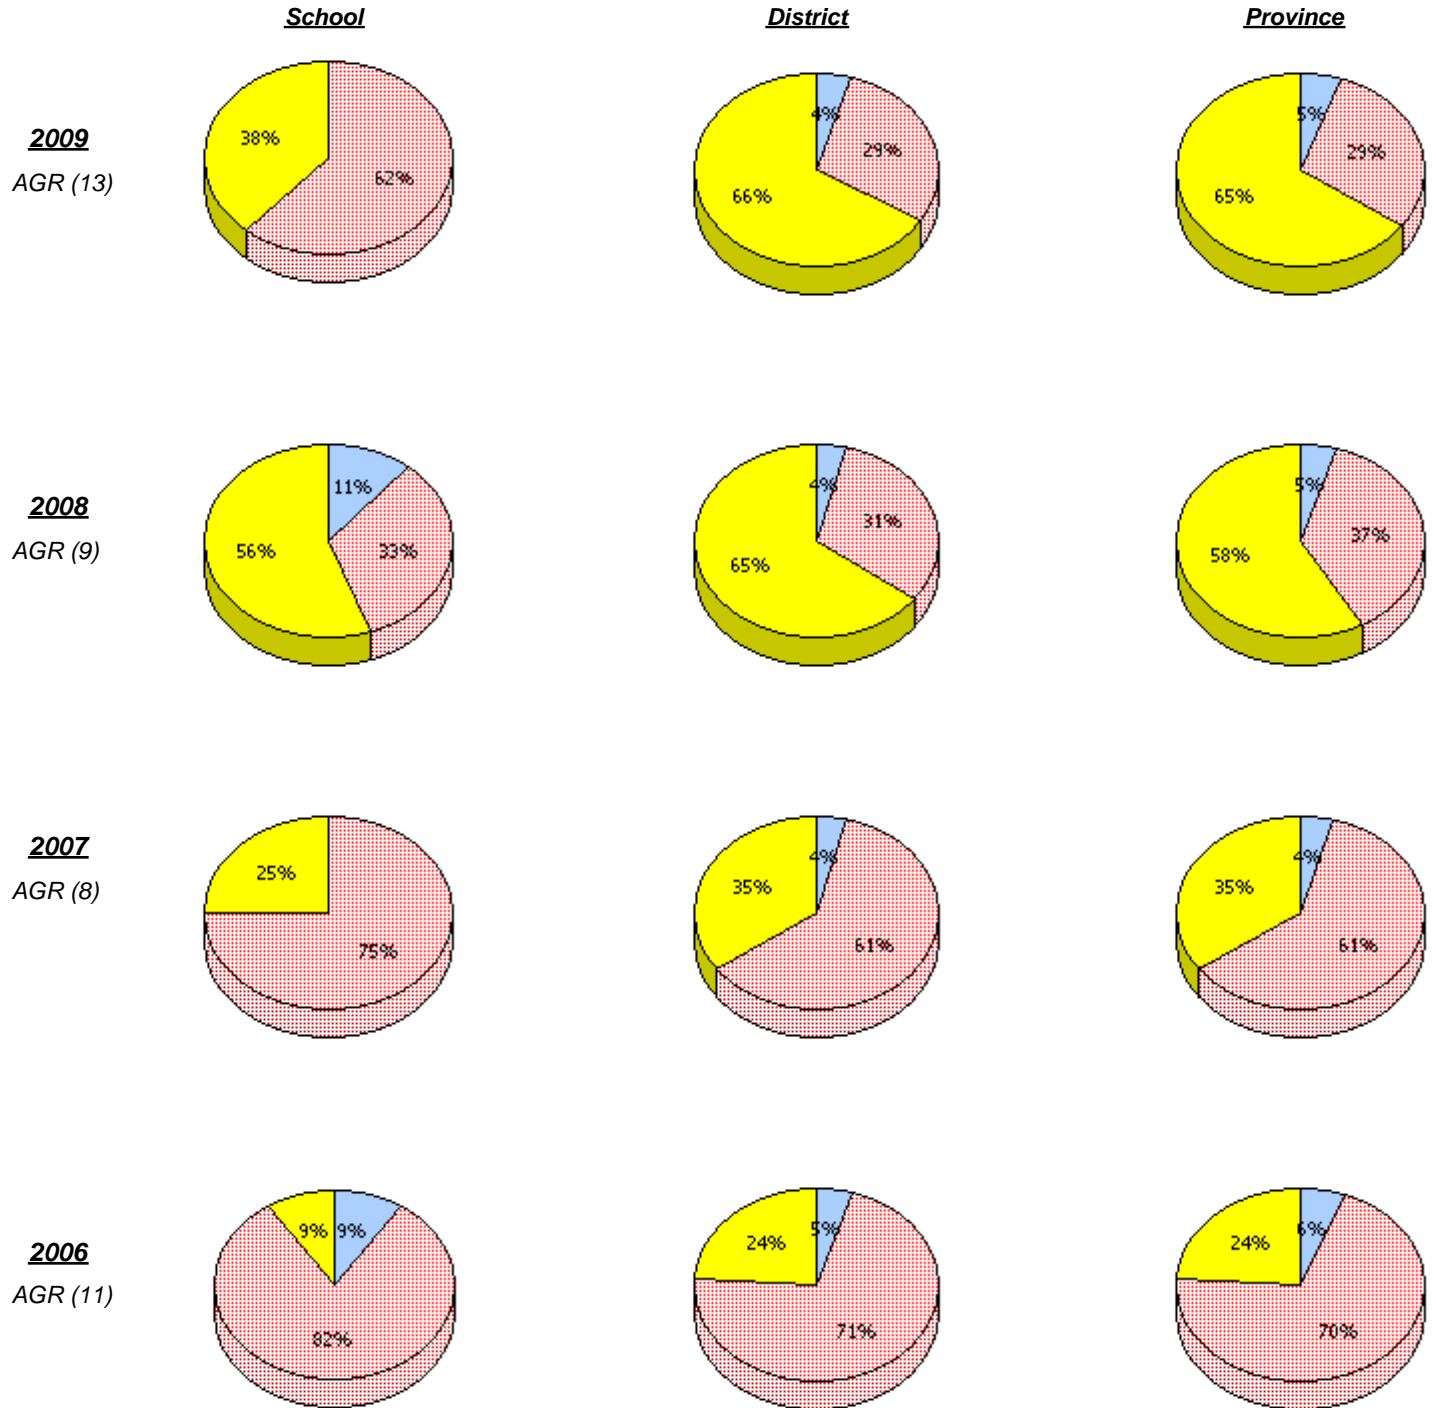 School District Province
2009
AGR (13)
38% 62% 4% 29% 66% 5% 29% 65%
2008
AGR (9)
11% 33% 56% 4% 31% 65% 5% 37% 58%
2007
AGR (8)
25% 75% 4% 35% 61% 4% 35% 61%
2006
AGR (11)
9% 9% 82% 5% 24% 71% 6% 24% 70%